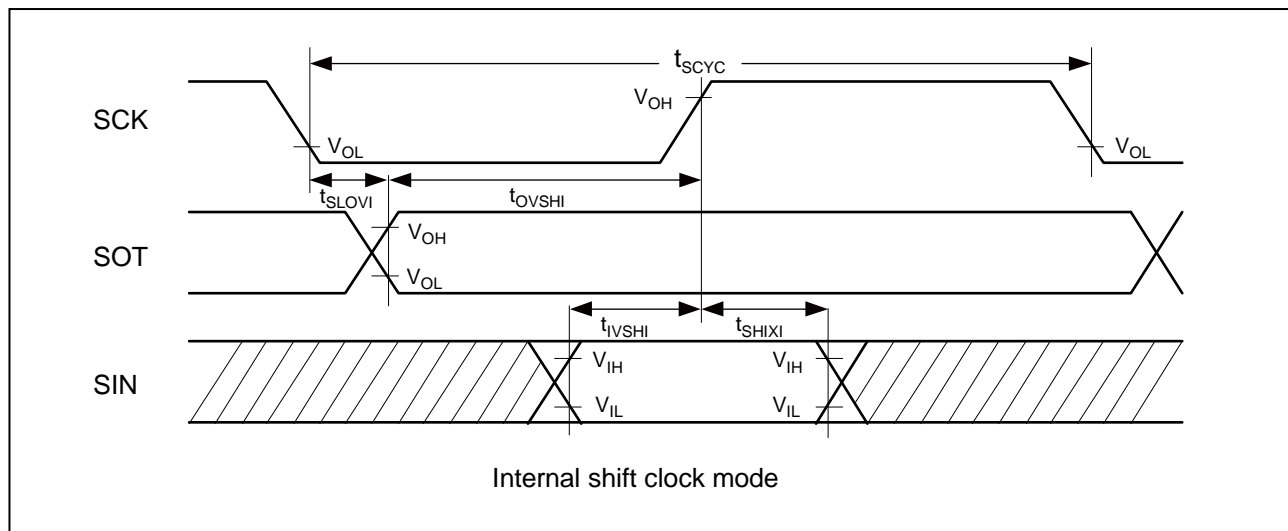 tSCYC
SCK
VOH
VOL
VOL
tSLOVI
tOVSHI
SOT
VOH
VOL
tIVSHI
tSHIXI
SIN
VIH
VIH
VIL
VIL
Internal shift clock mode